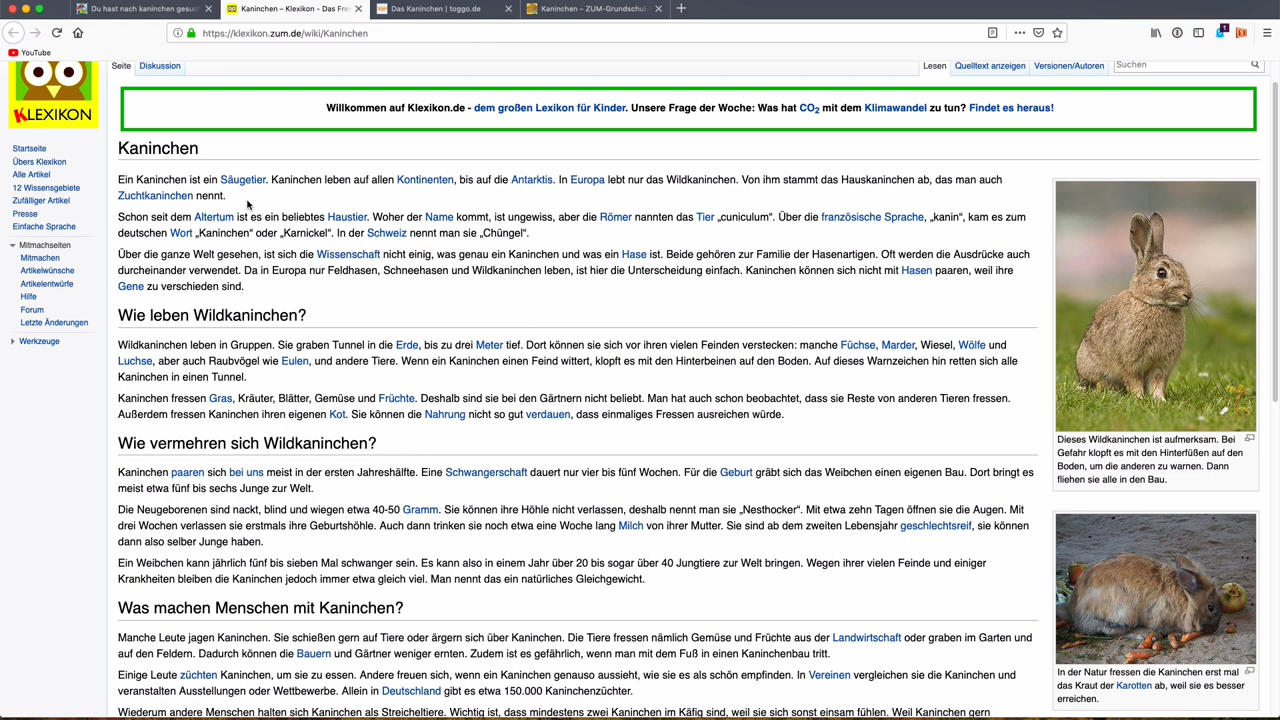 Du hast nach kaninchen gesuc
Kaninchen – Klexikon - Das Frei
Das Kaninchen | toggo.de
Kaninchen – ZUM-Grundschul-
https://klexikon.zum.de/wiki/Kaninchen
1
YouTube
KLEXIKON
Startseite
Übers Klexikon
Alle Artikel
12 Wissensgebiete
Zufälliger Artikel
Presse
Einfache Sprache
Mitmachseiten
Mitmachen
Artikelwünsche
Artikelentwürfe
Hilfe
Forum
Letzte Änderungen
Werkzeuge
Seite Diskussion
Lesen Quelltext anzeigen Versionen/Autoren Suchen
Willkommen auf Klexikon.de - dem großen Lexikon für Kinder. Unsere Frage der Woche: Was hat CO2 mit dem Klimawandel zu tun? Findet es heraus!
Kaninchen
Ein Kaninchen ist ein Säugetier. Kaninchen leben auf allen Kontinenten, bis auf die Antarktis. In Europa lebt nur das Wildkaninchen. Von ihm stammt das Hauskaninchen ab, das man auch
Zuchtkaninchen nennt.
Schon seit dem Altertum ist es ein beliebtes Haustier. Woher der Name kommt, ist ungewiss, aber die Römer nannten das Tier „cuniculum“. Über die französische Sprache, „kanin“, kam es zum
deutschen Wort „Kaninchen“ oder „Karnickel“. In der Schweiz nennt man sie „Chüngel“.
Über die ganze Welt gesehen, ist sich die Wissenschaft nicht einig, was genau ein Kaninchen und was ein Hase ist. Beide gehören zur Familie der Hasenartigen. Oft werden die Ausdrücke auch
durcheinander verwendet. Da in Europa nur Feldhasen, Schneehasen und Wildkaninchen leben, ist hier die Unterscheidung einfach. Kaninchen können sich nicht mit Hasen paaren, weil ihre
Gene zu verschieden sind.
Wie leben Wildkaninchen?
Wildkaninchen leben in Gruppen. Sie graben Tunnel in die Erde, bis zu drei Meter tief. Dort können sie sich vor ihren vielen Feinden verstecken: manche Füchse, Marder, Wiesel, Wölfe und
Luchse, aber auch Raubvögel wie Eulen, und andere Tiere. Wenn ein Kaninchen einen Feind wittert, klopft es mit den Hinterbeinen auf den Boden. Auf dieses Warnzeichen hin retten sich alle
Kaninchen in einen Tunnel.
Kaninchen fressen Gras, Kräuter, Blätter, Gemüse und Früchte. Deshalb sind sie bei den Gärtnern nicht beliebt. Man hat auch schon beobachtet, dass sie Reste von anderen Tieren fressen.
Außerdem fressen Kaninchen ihren eigenen Kot. Sie können die Nahrung nicht so gut verdauen, dass einmaliges Fressen ausreichen würde.
Wie vermehren sich Wildkaninchen?
Kaninchen paaren sich bei uns meist in der ersten Jahreshälfte. Eine Schwangerschaft dauert nur vier bis fünf Wochen. Für die Geburt gräbt sich das Weibchen einen eigenen Bau. Dort bringt es
meist etwa fünf bis sechs Junge zur Welt.
Die Neugeborenen sind nackt, blind und wiegen etwa 40-50 Gramm. Sie können ihre Höhle nicht verlassen, deshalb nennt man sie „Nesthocker“. Mit etwa zehn Tagen öffnen sie die Augen. Mit
drei Wochen verlassen sie erstmals ihre Geburtshöhle. Auch dann trinken sie noch etwa eine Woche lang Milch von ihrer Mutter. Sie sind ab dem zweiten Lebensjahr geschlechtsreif, sie können
dann also selber Junge haben.
Ein Weibchen kann jährlich fünf bis sieben Mal schwanger sein. Es kann also in einem Jahr über 20 bis sogar über 40 Jungtiere zur Welt bringen. Wegen ihrer vielen Feinde und einiger
Krankheiten bleiben die Kaninchen jedoch immer etwa gleich viel. Man nennt das ein natürliches Gleichgewicht.
Was machen Menschen mit Kaninchen?
Manche Leute jagen Kaninchen. Sie schießen gern auf Tiere oder ärgern sich über Kaninchen. Die Tiere fressen nämlich Gemüse und Früchte aus der Landwirtschaft oder graben im Garten und
auf den Feldern. Dadurch können die Bauern und Gärtner weniger ernten. Zudem ist es gefährlich, wenn man mit dem Fuß in einen Kaninchenbau tritt.
Einige Leute züchten Kaninchen, um sie zu essen. Andere freuen sich, wenn ein Kaninchen genauso aussieht, wie sie es als schön empfinden. In Vereinen vergleichen sie die Kaninchen und
veranstalten Ausstellungen oder Wettbewerbe. Allein in Deutschland gibt es etwa 150.000 Kaninchenzüchter.
Wiederum andere Menschen halten sich Kaninchen als Streicheltiere. Wichtig ist, dass mindestens zwei Kaninchen im Käfig sind, weil sie sich sonst einsam fühlen. Weil Kaninchen gern
Dieses Wildkaninchen ist aufmerksam. Bei
Gefahr klopft es mit den Hinterfüßen auf den
Boden, um die anderen zu warnen. Dann
fliehen sie alle in den Bau.
In der Natur fressen die Kaninchen erst mal
das Kraut der Karotten ab, weil sie es besser
erreichen.